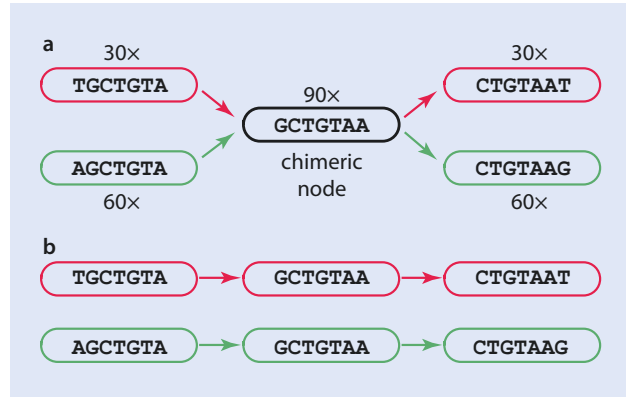 a
30× 30×
TGCTGTA CTGTAAT
90×
GCTGTAA
chimeric
node
AGCTGTA CTGTAAG
60× 60×
b
TGCTGTA GCTGTAA CTGTAAT
AGCTGTA GCTGTAA CTGTAAG